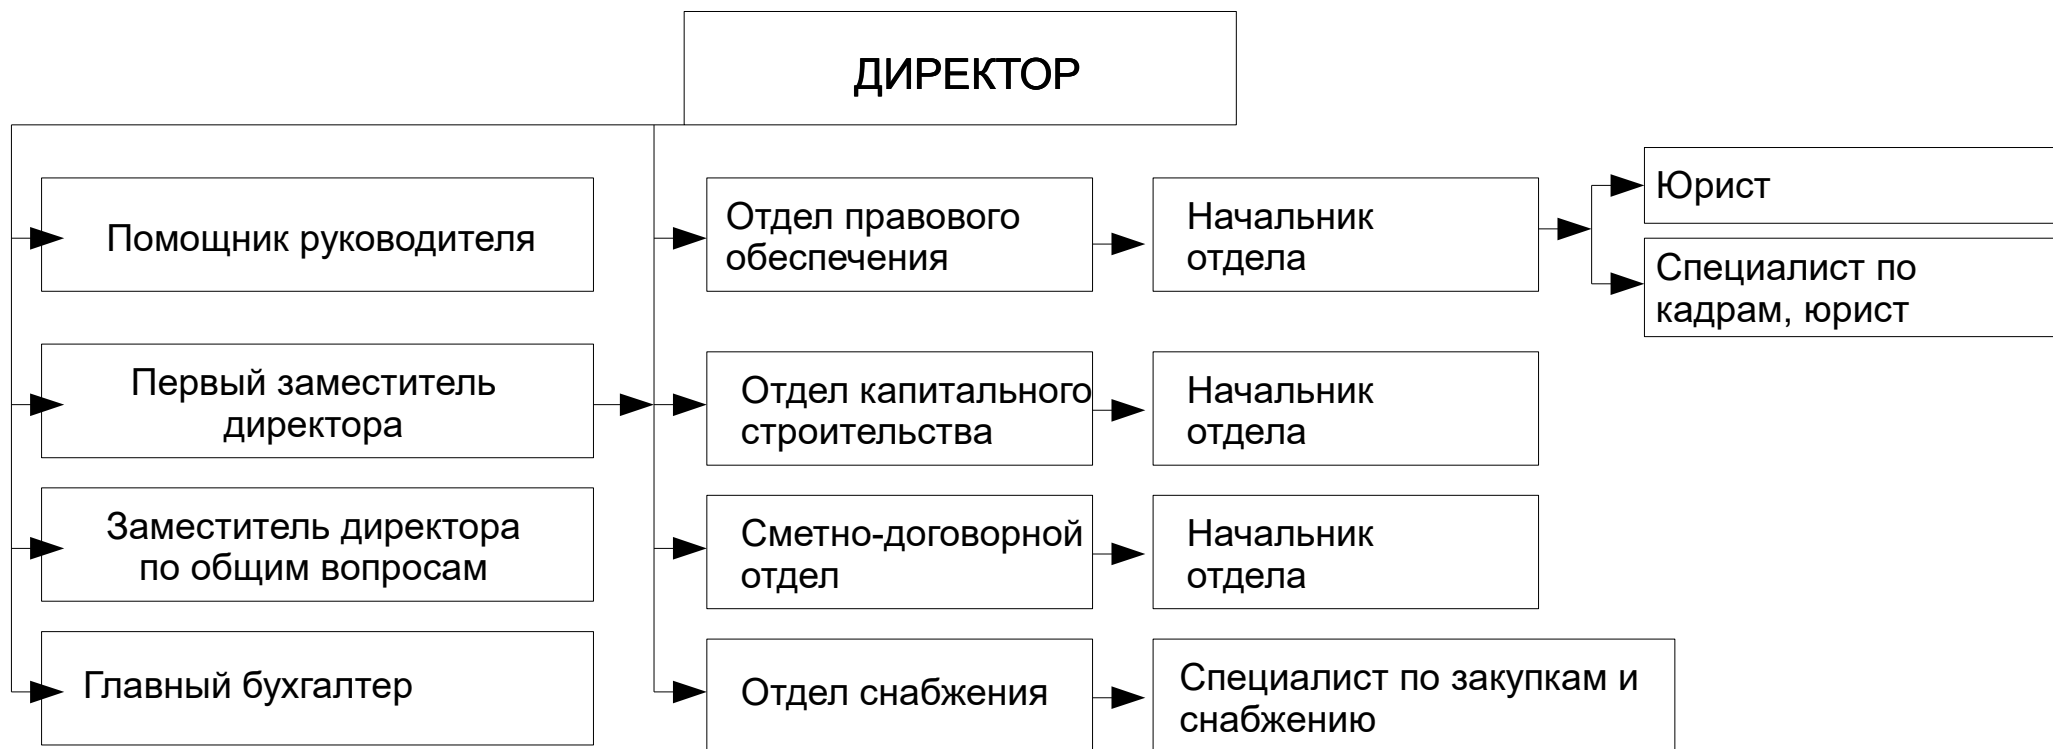 ДИРЕКТОР
Помощник руководителя
Отдел правового
обеспечения
Начальник
отдела
Юрист
Специалист по
кадрам, юрист
Первый заместитель
директора
Отдел капитального
строительства
Начальник
отдела
Заместитель директора
по общим вопросам
Сметно-договорной
отдел
Начальник
отдела
Главный бухгалтер
Отдел снабжения
Специалист по закупкам и
снабжению